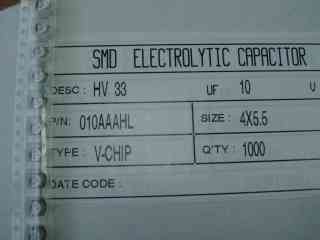 SMD ELECTROLYTIC CAPACITOR
DESC: HV 33 UF 10 V
P/N: 010AAAHL SIZE: 4X5.5
TYPE: V-CHIP Q'TY: 1000
DATE CODE: